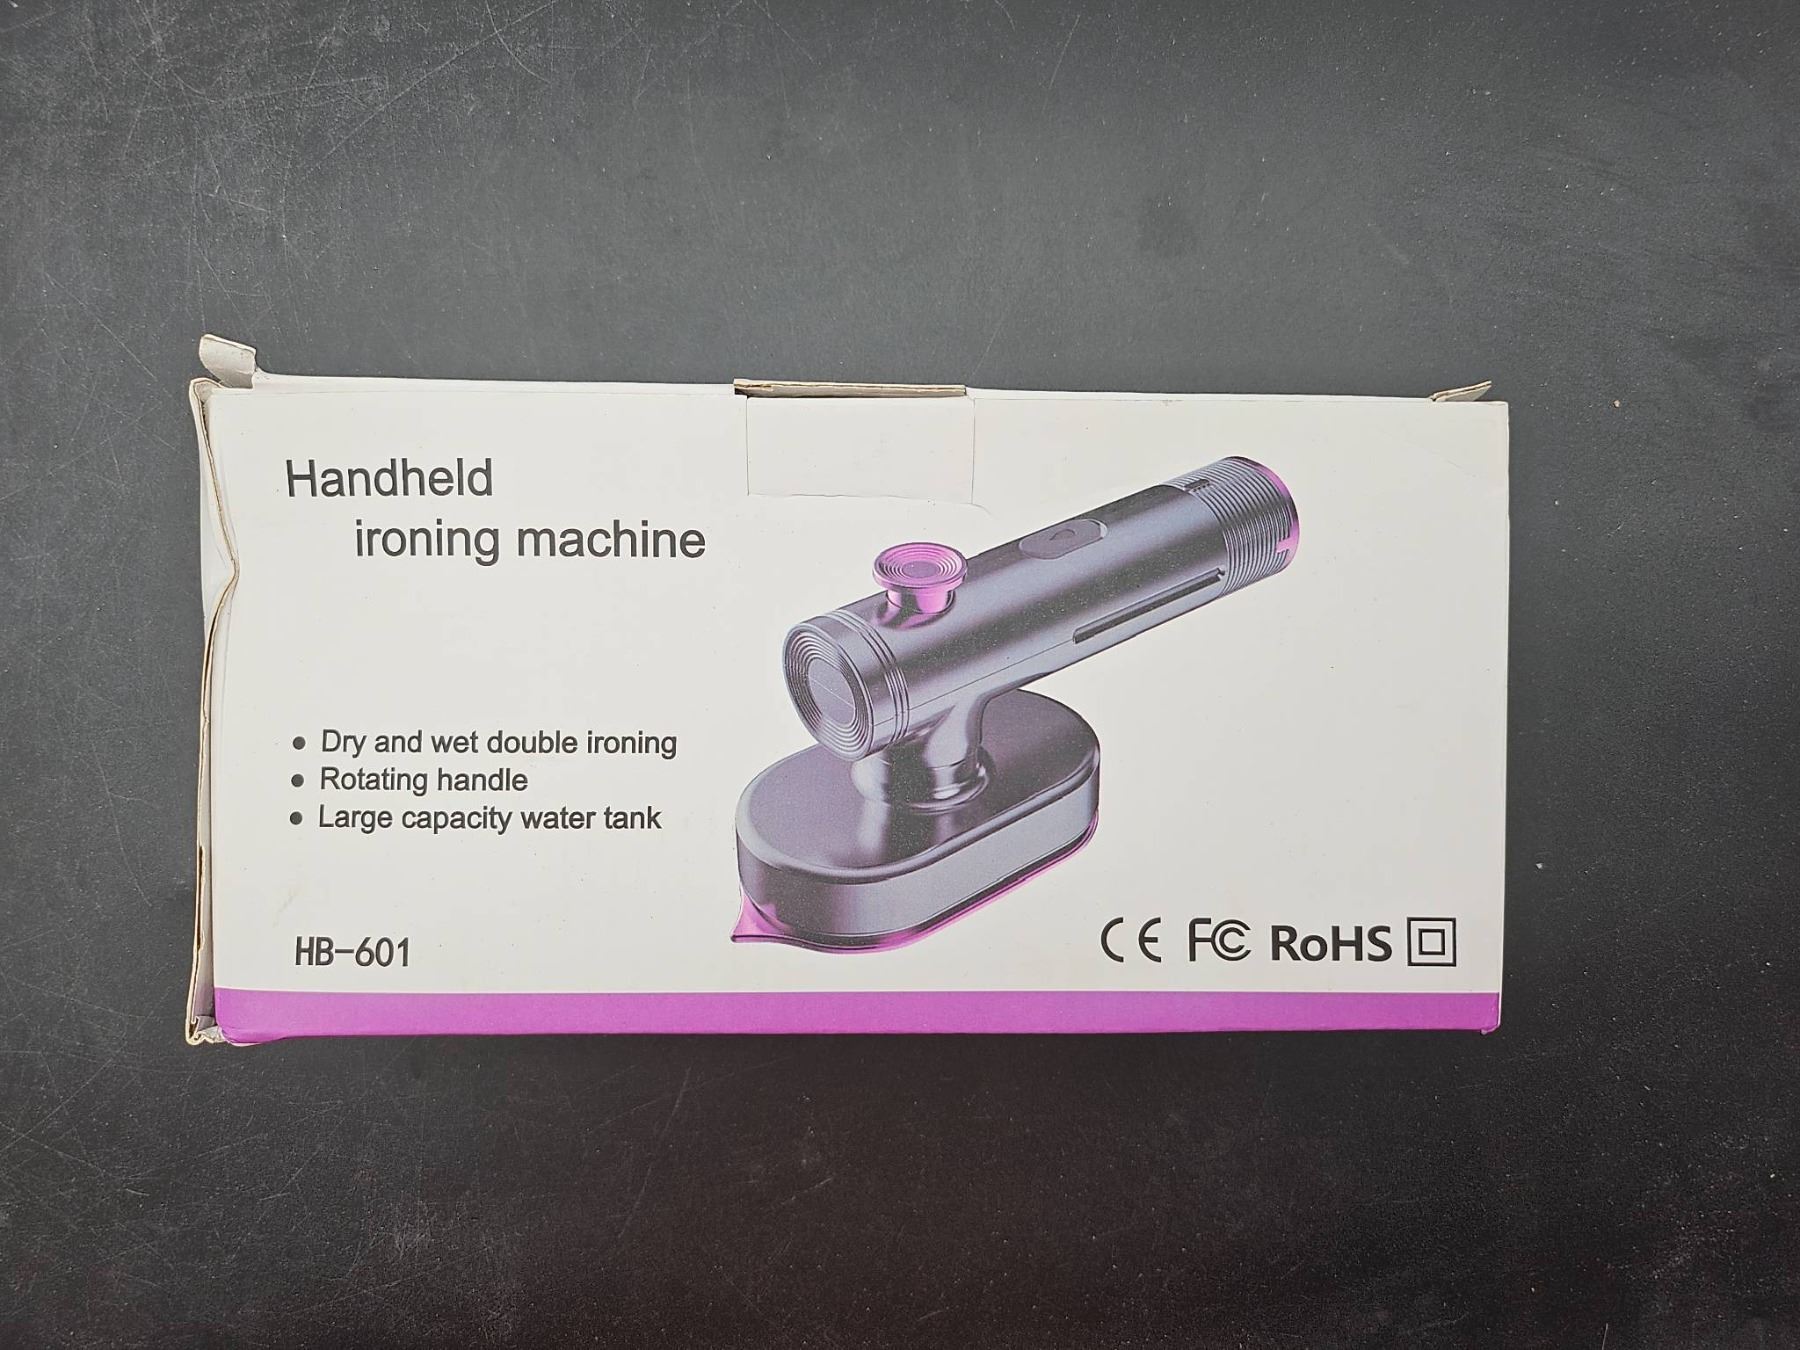 Handheld
ironing machine
● Dry and wet double ironing
● Rotating handle
● Large capacity water tank
HB-601
CE FC RoHS